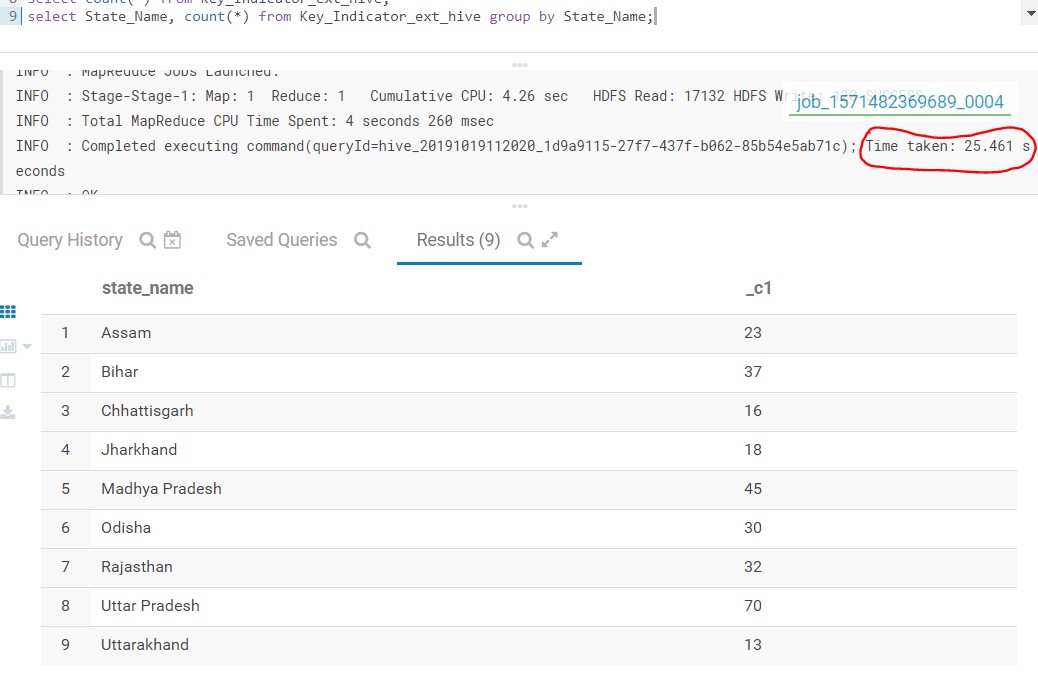 8 select count(*) from Key_Indicator_ext_hive;
9 select State_Name, count(*) from Key_Indicator_ext_hive group by State_Name;
INFO : MapReduce Jobs Launched:
INFO : Stage-Stage-1: Map: 1 Reduce: 1 Cumulative CPU: 4.26 sec HDFS Read: 17132 HDFS
job_1571482369689_0004
INFO : Total MapReduce CPU Time Spent: 4 seconds 260 msec
INFO : Completed executing command(queryId=hive_20191019112020_1d9a9115-27f7-437f-b062-85b54e5ab71c); Time taken: 25.461 s
econds
INFO : OK
Query History Saved Queries Results (9)
state_name _c1
1 Assam 23
2 Bihar 37
3 Chhattisgarh 16
4 Jharkhand 18
5 Madhya Pradesh 45
6 Odisha 30
7 Rajasthan 32
8 Uttar Pradesh 70
9 Uttarakhand 13